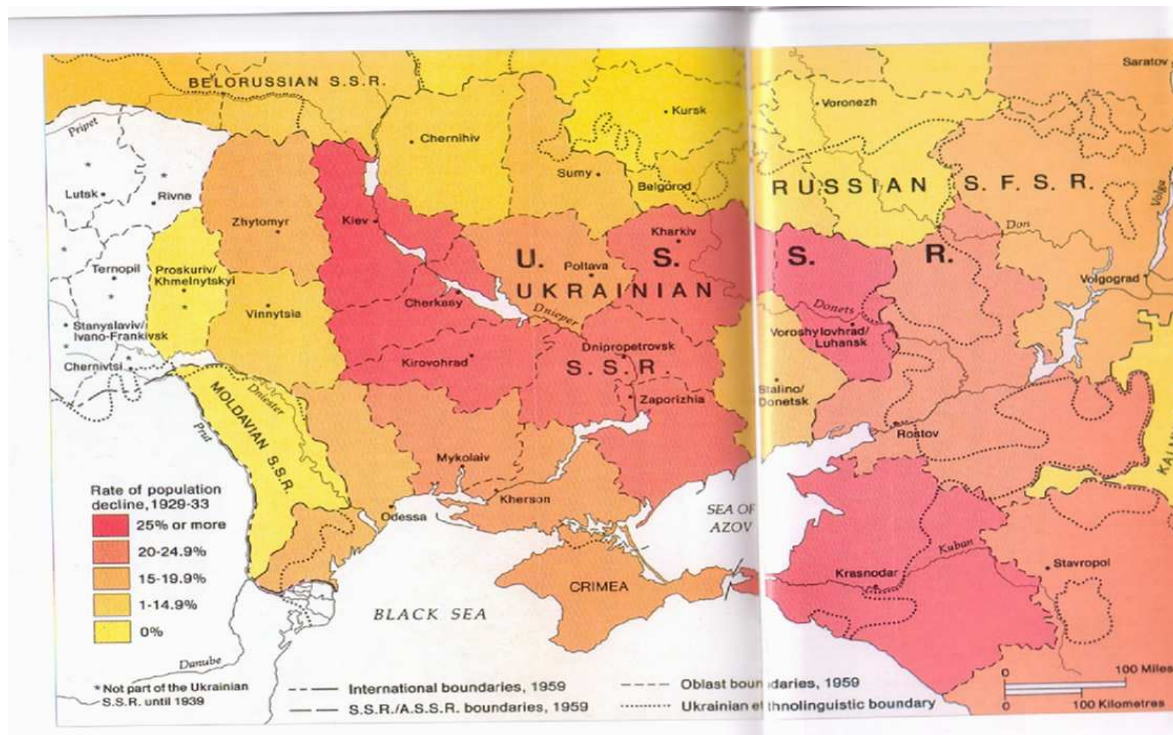 BELORUSSIAN S.S.R.
Pripet
Lutsk
Rivne
Chernihiv
Kursk
Voronezh
Saratov
Sumy
Belgorod
RUSSIAN S.F.S.R.
Volga
Zhytomyr
Kiev
Kharkiv
Don
Volgograd
U. S. S. R.
Poltava
UKRAINIAN
S.S.R.
Ternopil
Proskuriv/
Khmelnytskyi
Vinnytsia
Cherkasy
Dnieper
Donets
Voroshylovhrad/
Luhansk
Stanyslaviv/
Ivano-Frankivsk
Chernivtsi
Kirovohrad
Dnipropetrovsk
Zaporizhia
Stalino/
Donetsk
Rostov
MOLDAVIAN S.S.R.
Dniester
Prut
Mykolaiv
Kherson
Odessa
SEA OF
AZOV
Kuban
Krasnodar
Stavropol
CRIMEA
BLACK SEA
Danube
Rate of population
decline, 1929-33
25% or more
20-24.9%
15-19.9%
1-14.9%
0%
*Not part of the Ukrainian
S.S.R. until 1939
International boundaries, 1959
S.S.R./A.S.S.R. boundaries, 1959
Oblast boundaries, 1959
Ukrainian ethnolinguistic boundary
100 Miles
100 Kilometres